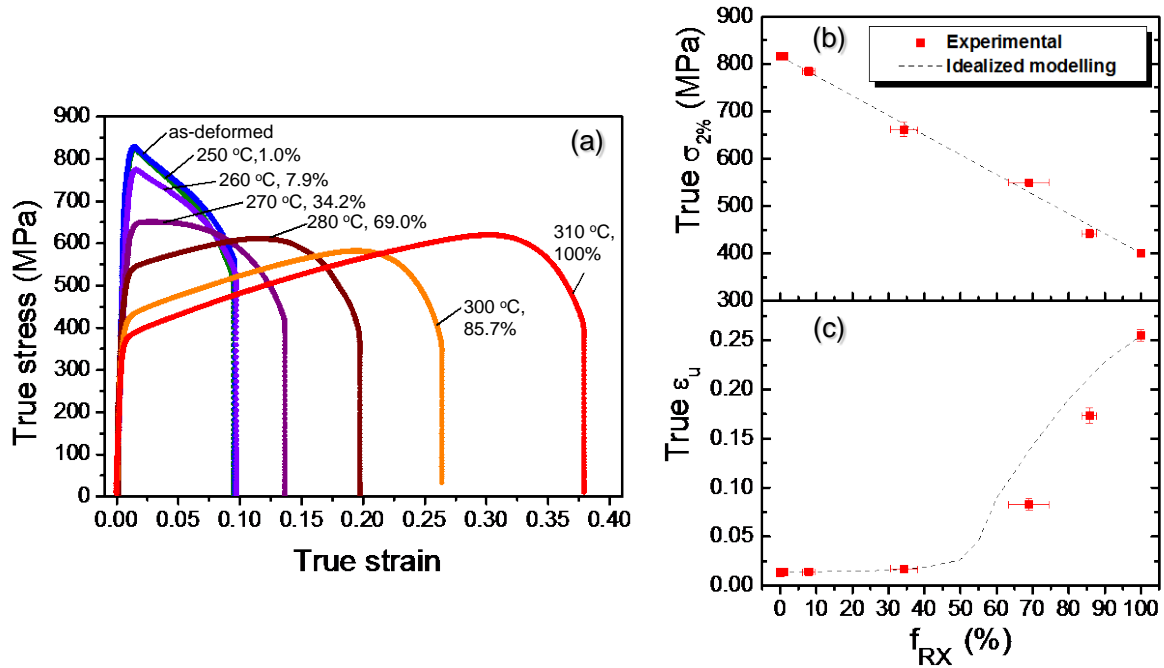 (a)
True stress (MPa)
900
800
700
600
500
400
300
200
100
0
as-deformed
250 °C,1.0%
260 °C, 7.9%
270 °C, 34.2%
280 °C, 69.0%
310 °C,
100%
300 °C,
85.7%
0.00 0.05 0.10 0.15 0.20 0.25 0.30 0.35 0.40
True strain
(b)
Experimental
Idealized modelling
True σ2% (MPa)
900
800
700
600
500
400
300
(c)
True εu
0.25
0.20
0.15
0.10
0.05
0.00
0 10 20 30 40 50 60 70 80 90 100
fRX (%)